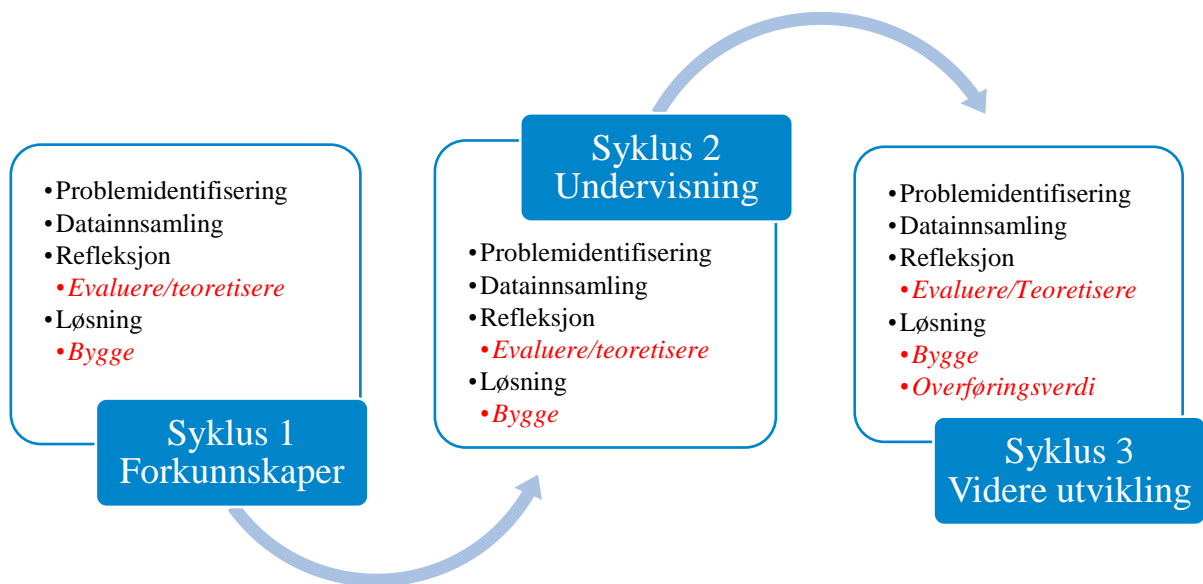 •Problemidentifisering
•Datainnsamling
•Refleksjon
•Evaluere/teoretisere
•Løsning
•Bygge
Syklus 1
Forkunnskaper
Syklus 2
Undervisning
•Problemidentifisering
•Datainnsamling
•Refleksjon
•Evaluere/teoretisere
•Løsning
•Bygge
•Problemidentifisering
•Datainnsamling
•Refleksjon
•Evaluere/Teoretisere
•Løsning
•Bygge
•Overføringsverdi
Syklus 3
Videre utvikling